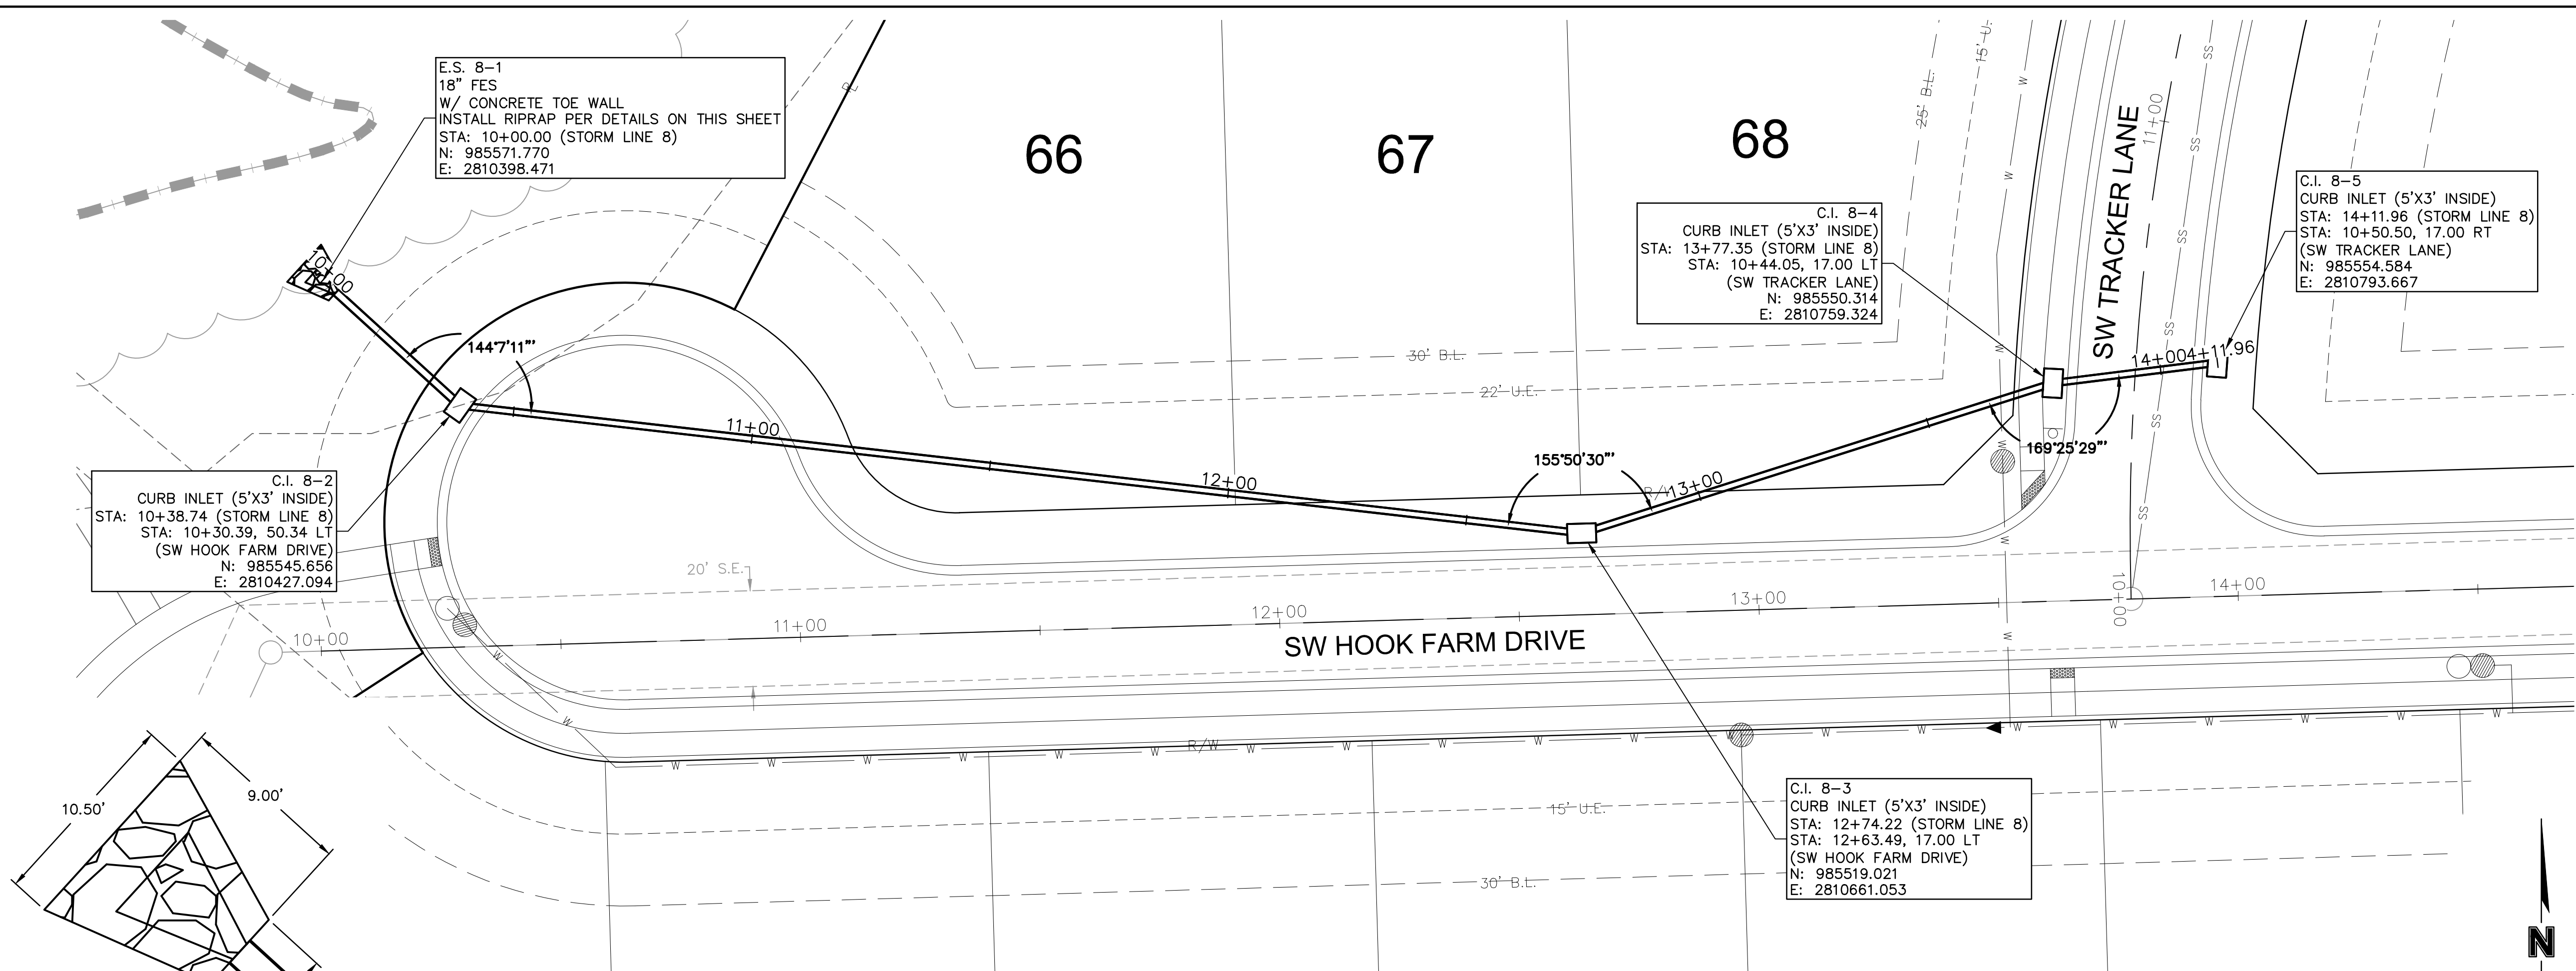 E.S. 8-1
18" FES
W/ CONCRETE TOE WALL
INSTALL RIPRAP PER DETAILS ON THIS SHEET
STA: 10+00.00 (STORM LINE 8)
N: 985571.770
E: 2810398.471
PL
66
67
68
25' B.L.
15' U.
W
W
W
SW TRACKER LANE
11+00
SS
SS
SS
SS
SS
SS
C.I. 8-5
CURB INLET (5'X3' INSIDE)
STA: 14+11.96 (STORM LINE 8)
STA: 10+50.50, 17.00 RT
(SW TRACKER LANE)
N: 985554.584
E: 2810793.667
C.I. 8-4
CURB INLET (5'X3' INSIDE)
STA: 13+77.35 (STORM LINE 8)
STA: 10+44.05, 17.00 LT
(SW TRACKER LANE)
N: 985550.314
E: 2810759.324
10+00
144°7'11"'
30' B.L.
22' U.E.
14+00
4+11.96
11+00
12+00
155°50'30"'
R/W
13+00
169°25'29"'
W
W
W
W
C.I. 8-2
CURB INLET (5'X3' INSIDE)
STA: 10+38.74 (STORM LINE 8)
STA: 10+30.39, 50.34 LT
(SW HOOK FARM DRIVE)
N: 985545.656
E: 2810427.094
20' S.E.
10+00
11+00
12+00
13+00
10+00
14+00
SW HOOK FARM DRIVE
W
W
R/W
W W W W W W W W W W W W W W W W W W W W
15' U.E.
30' B.L.
10.50'
9.00'
C.I. 8-3
CURB INLET (5'X3' INSIDE)
STA: 12+74.22 (STORM LINE 8)
STA: 12+63.49, 17.00 LT
(SW HOOK FARM DRIVE)
N: 985519.021
E: 2810661.053
N